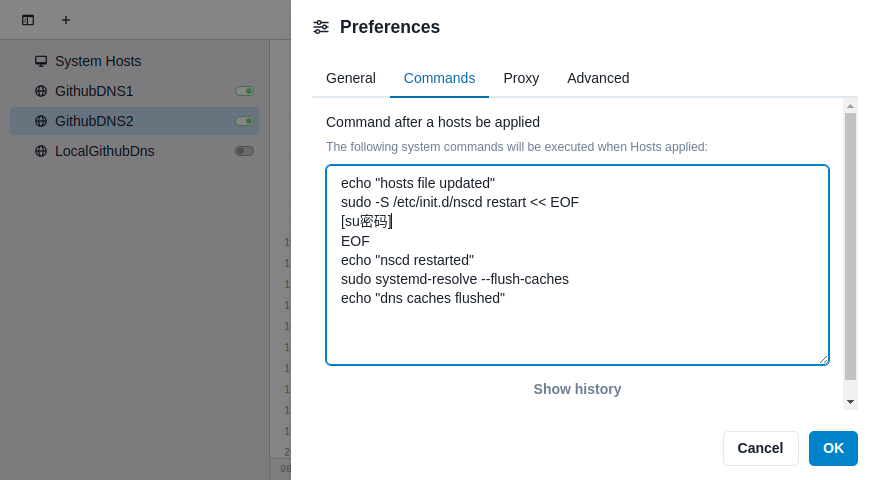 Preferences
System Hosts
GithubDNS1
GithubDNS2
LocalGithubDns
General
Commands
Proxy
Advanced
Command after a hosts be applied
The following system commands will be executed when Hosts applied:
echo "hosts file updated"
sudo -S /etc/init.d/nscd restart << EOF
[su密码]
EOF
echo "nscd restarted"
sudo systemd-resolve --flush-caches
echo "dns caches flushed"
Show history
Cancel
OK